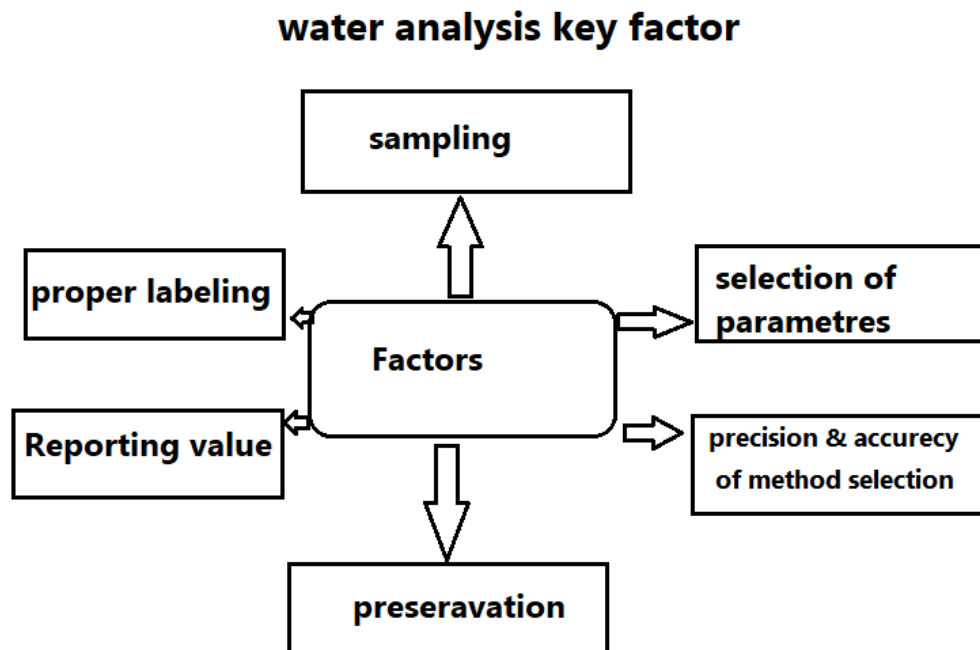 water analysis key factor
sampling
proper labeling
selection of
parametres
Factors
Reporting value
precision & accurecy
of method selection
preseravation